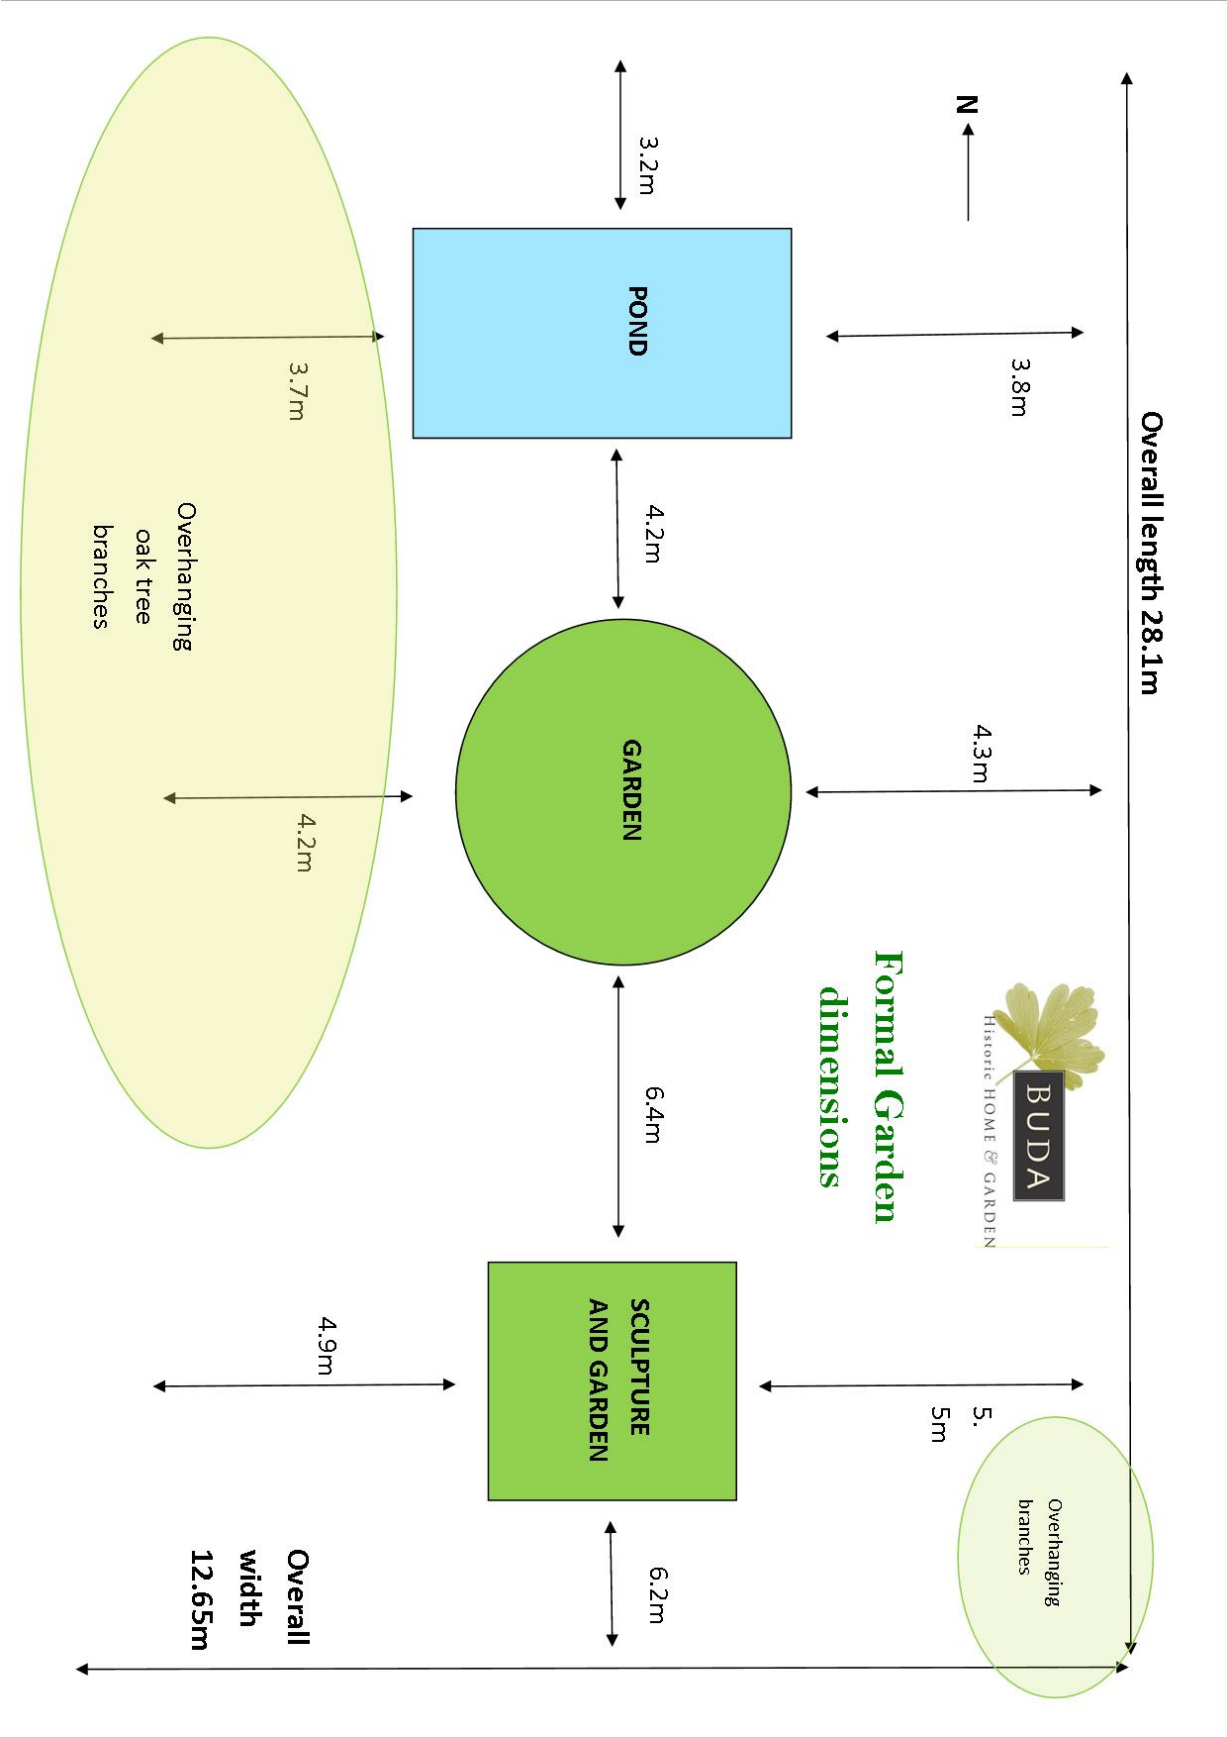 Overall length 28.1m
N
BUDA
Historic HOME & GARDEN
Formal Garden
dimensions
3.8m
4.3m
5.
5m
Overhanging
branches
3.2m
POND
4.2m
GARDEN
6.4m
SCULPTURE
AND GARDEN
6.2m
3.7m
4.2m
4.9m
Overhanging
oak tree
branches
Overall
width
12.65m